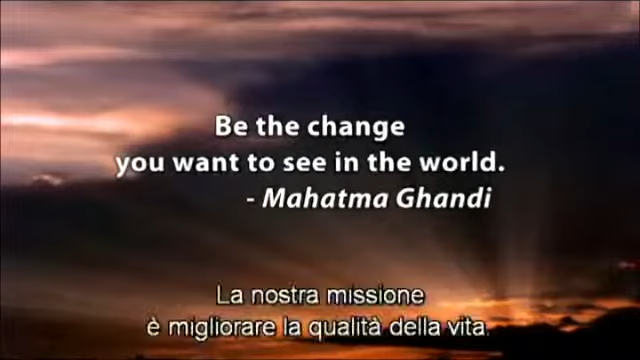 Be the change
you want to see in the world.
- Mahatma Ghandi
La nostra missione
è migliorare la qualità della vita.